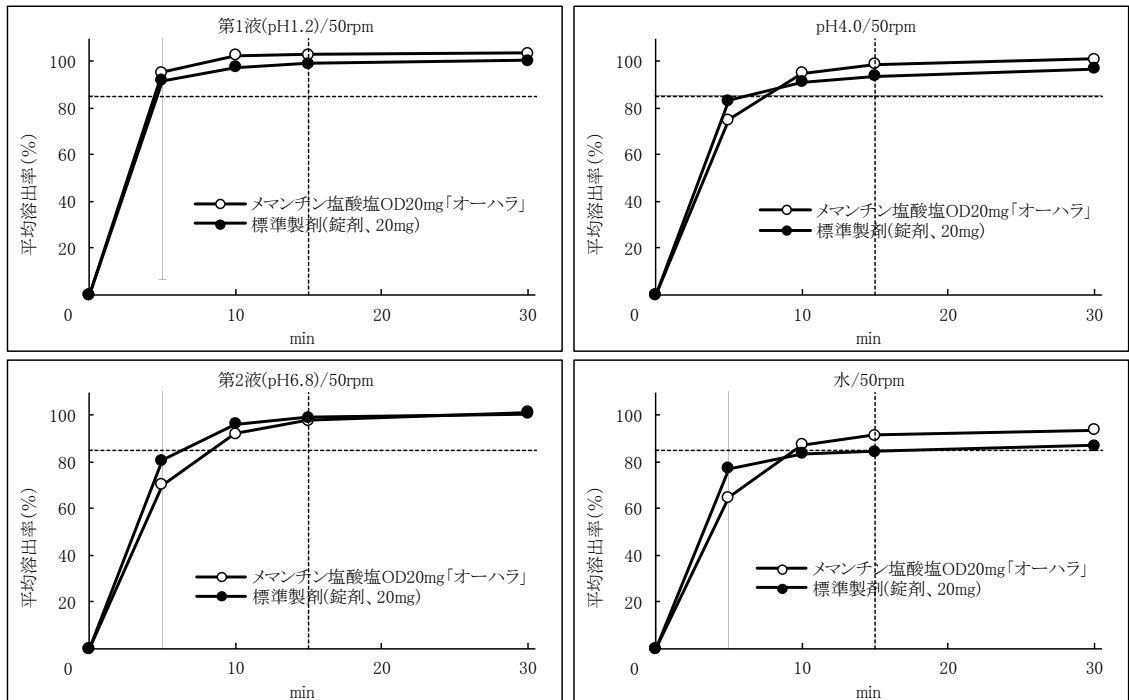 第1液(pH1.2)/50rpm
平均溶出率(%)
100
80
60
40
20
0
10
20
30
min
メマンチン塩酸塩OD20mg「オーハラ」
標準製剤(錠剤、20mg)
pH4.0/50rpm
平均溶出率(%)
100
80
60
40
20
0
10
20
30
min
メマンチン塩酸塩OD20mg「オーハラ」
標準製剤(錠剤、20mg)
第2液(pH6.8)/50rpm
平均溶出率(%)
100
80
60
40
20
0
10
20
30
min
メマンチン塩酸塩OD20mg「オーハラ」
標準製剤(錠剤、20mg)
水/50rpm
平均溶出率(%)
100
80
60
40
20
0
10
20
30
min
メマンチン塩酸塩OD20mg「オーハラ」
標準製剤(錠剤、20mg)